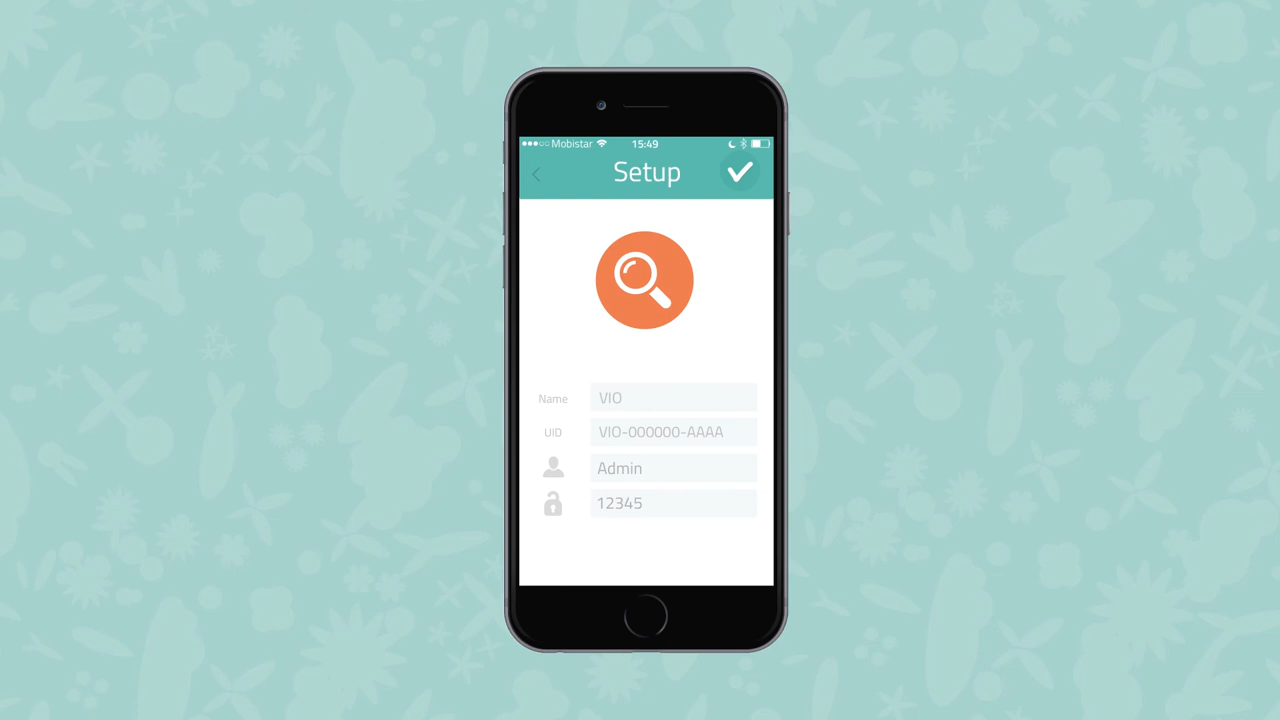 Mobistar 15:49
Setup
Name VIO
UID VIO-000000-AAAA
Admin
12345